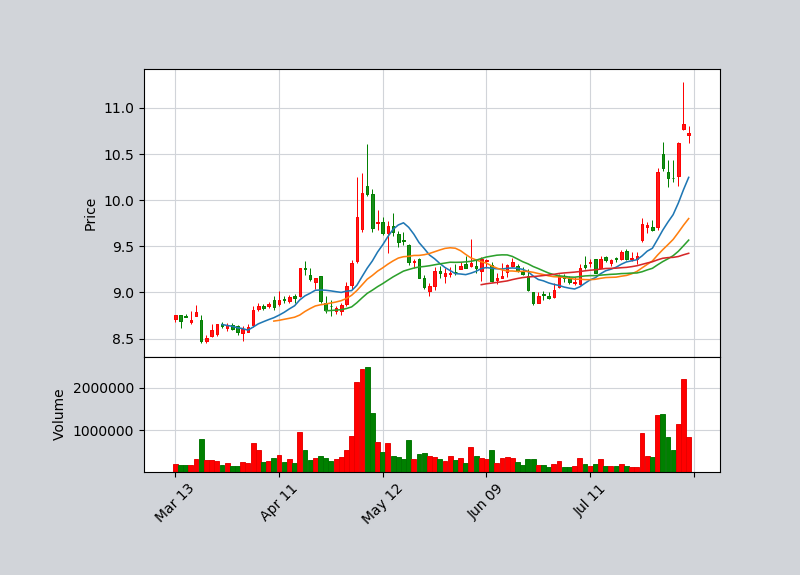 Price
11.0
10.5
10.0
9.5
9.0
8.5
Volume
2000000
1000000
Mar 13
Apr 11
May 12
Jun 09
Jul 11